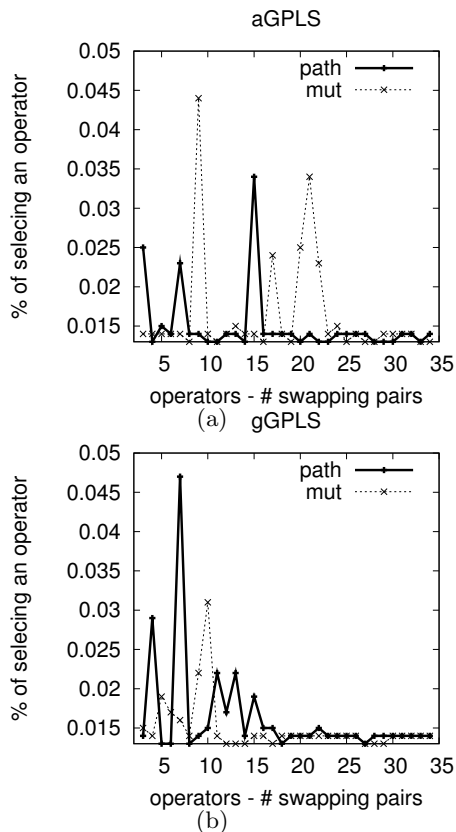 aGPLS
0.05
0.045
0.04
0.035
0.03
0.025
0.02
0.015
% of selecing an operator
path
mut
5 10 15 20 25 30 35
operators - # swapping pairs
(a)
gGPLS
0.05
0.045
0.04
0.035
0.03
0.025
0.02
0.015
% of selecing an operator
path
mut
5 10 15 20 25 30 35
operators - # swapping pairs
(b)